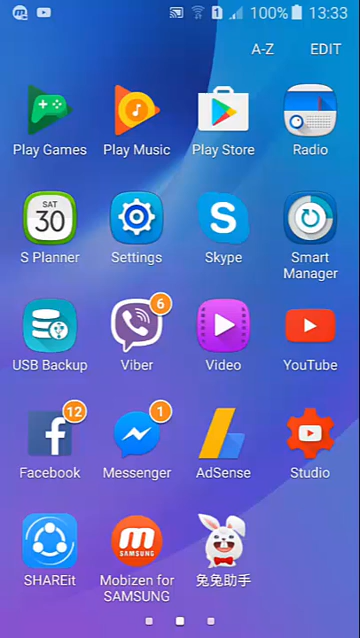 1 100% 13:33
A-Z EDIT
Play Games Play Music Play Store Radio
SAT
30
S Planner Settings Skype Smart
Manager
6
USB Backup Viber Video YouTube
12 1
Facebook Messenger AdSense Studio
SAMSUNG
SHAREit Mobizen for
SAMSUNG 兔兔助手